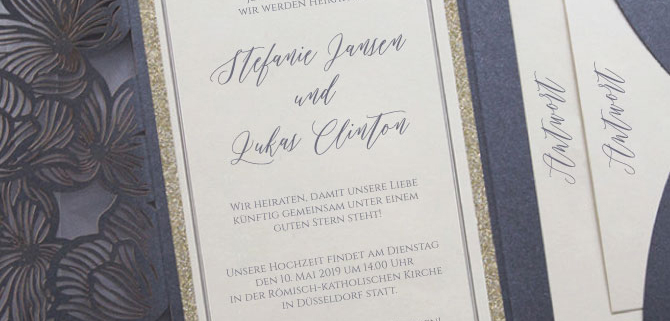 WIR WERDEN
Stefanie Jansen
und
Lukas Clinton
WIR HEIRATEN, DAMIT UNSERE LIEBE
KÜNFTIG GEMEINSAM UNTER EINEM
GUTEN STERN STEHT!
UNSERE HOCHZEIT FINDET AM DIENSTAG
DEN 10. MAI 2019 UM 14.00 UHR
IN DER RÖMISCH-KATHOLISCHEN KIRCHE
IN DÜSSELDORF STATT.
Antwort
Antwort